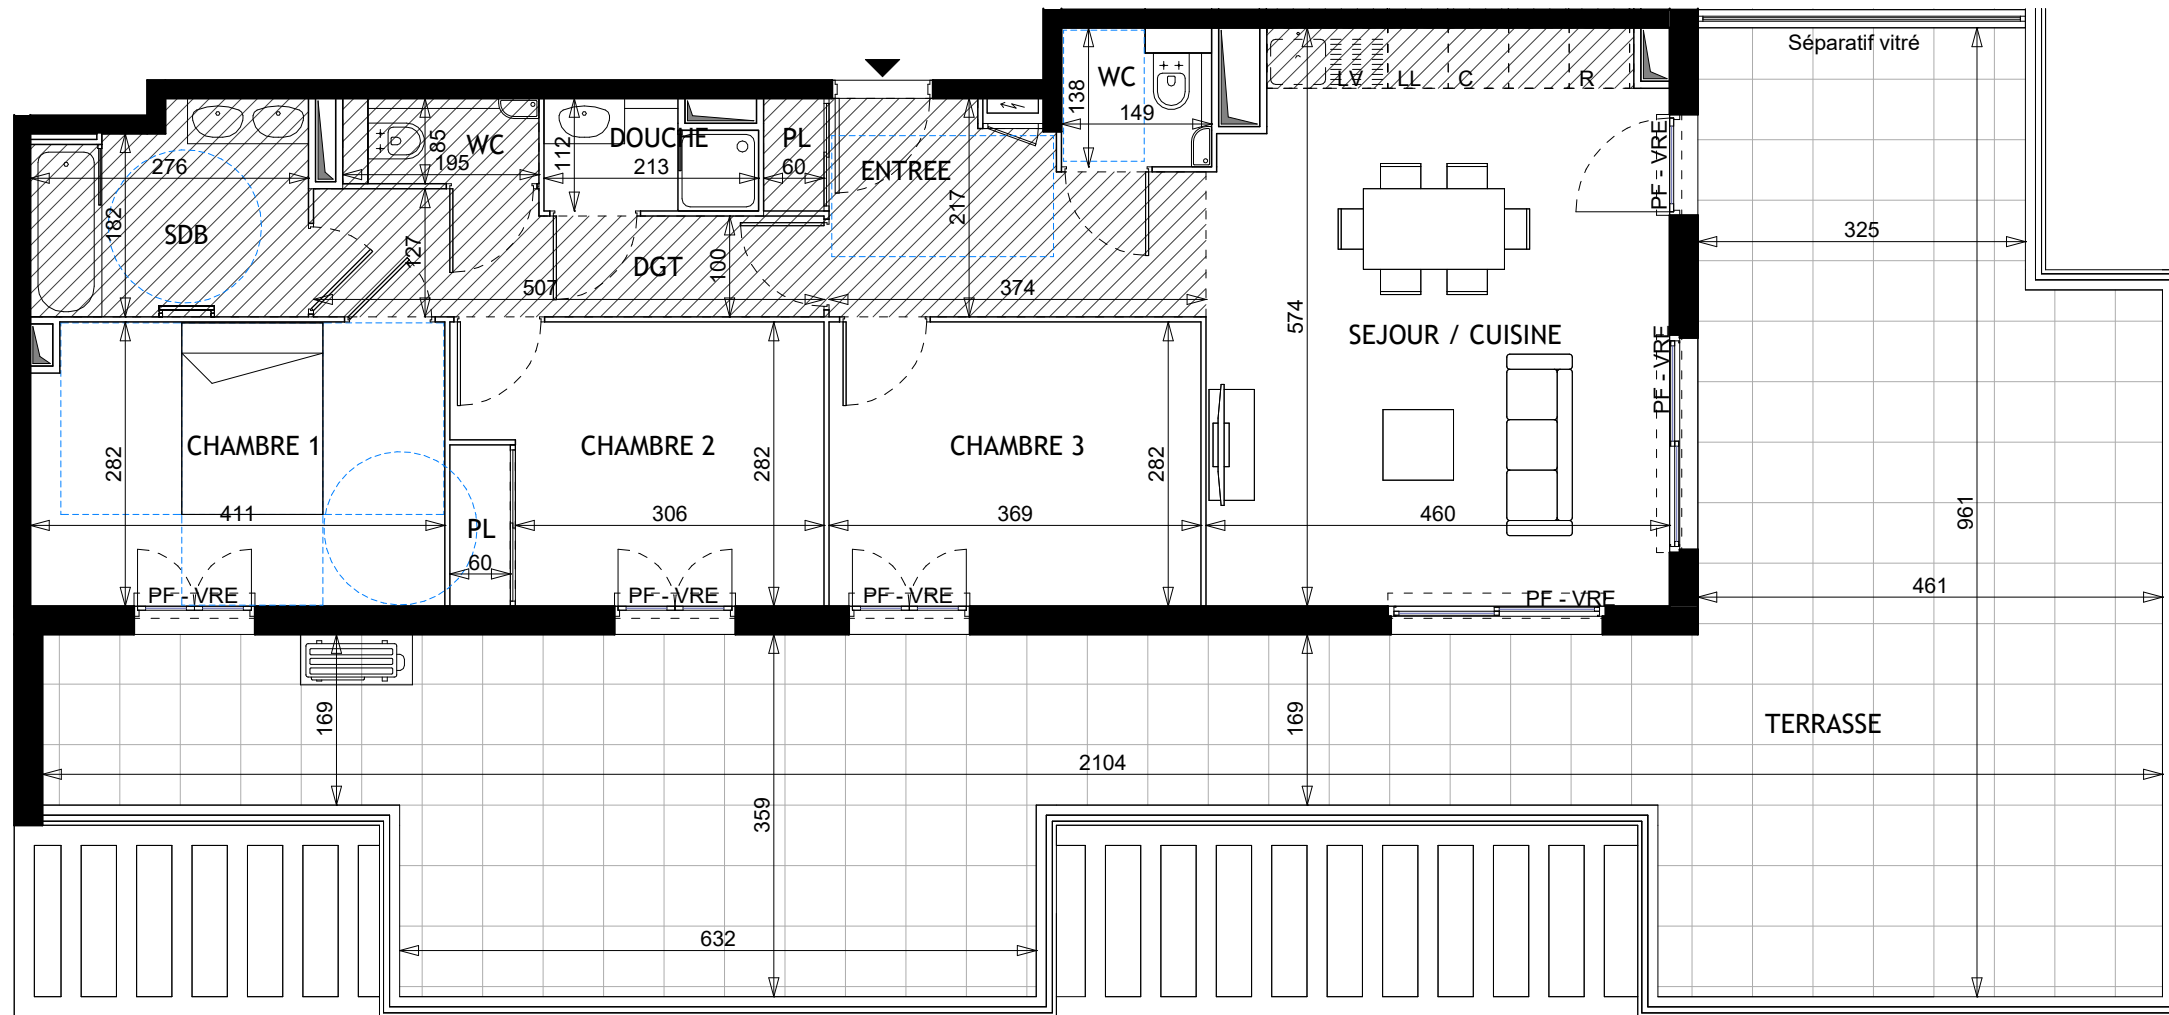 Séparatif vitré
WC
138
149
LV
LL
C
R
PF - VRE
DOUCHE
PL
60
ENTREE
WC
85
195
112
213
276
182
SDB
127
DGT
100
217
507
374
325
574
SEJOUR / CUISINE
PF - VRE
CHAMBRE 1
282
411
CHAMBRE 2
282
306
PL
60
CHAMBRE 3
282
369
460
961
461
PF - VRE
PF - VRE
PF - VRE
PF - VRE
169
169
TERRASSE
2104
359
632